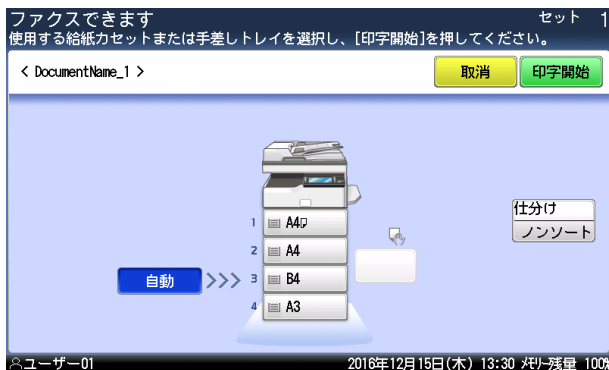 ファクスできます セット 1
使用する給紙カセットまたは手差しトレイを選択し、[印字開始]を押してください。
< DocumentName_1 > 取消 印字開始
1 A4
2 A4
自動 >>> 3 B4
4 A3
仕分け
ノンソート
ユーザー01 2016年12月15日(木) 13:30 メモリー残量 100%